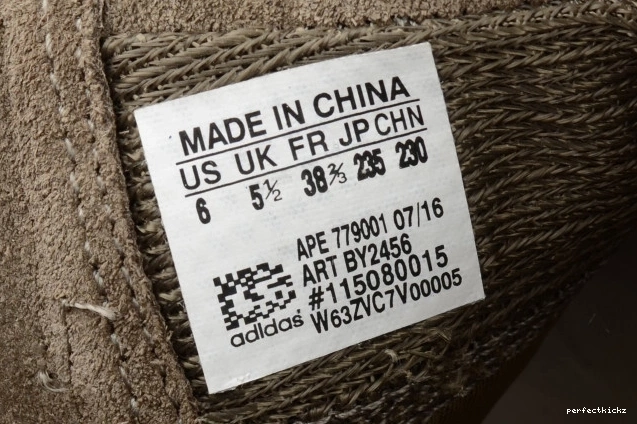 MADE IN CHINA
US UK FR JP CHN
6 5½ 38⅔ 235 230
APE 779001 07/16
ART BY2456
#115080015
W63ZVC7V00005
adidas
perfectkickz